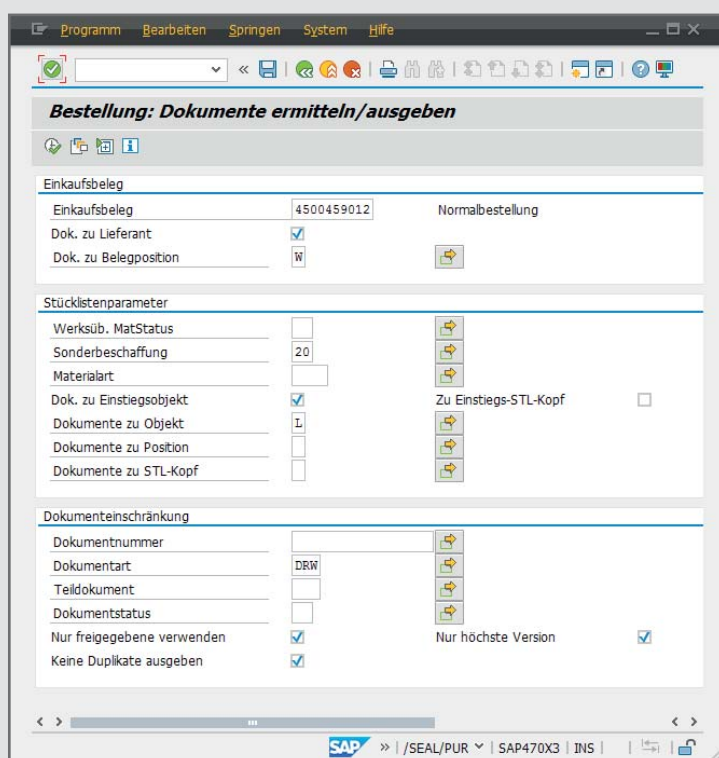 Programm Bearbeiten Springen System Hilfe
Bestellung: Dokumente ermitteln/ausgeben
Einkaufsbeleg
Einkaufsbeleg 4500459012 Normalbestellung
Dok. zu Lieferant
Dok. zu Belegposition W
Stücklistenparameter
Werksüb. MatStatus
Sonderbeschaffung 20
Materialart
Dok. zu Einstiegsobjekt Zu Einstiegs-STL-Kopf
Dokumente zu Objekt L
Dokumente zu Position
Dokumente zu STL-Kopf
Dokumenteinschränkung
Dokumentnummer
Dokumentart DRW
Teildokument
Dokumentstatus
Nur freigegebene verwenden Nur höchste Version
Keine Duplikate ausgeben
SAP » | /SEAL/PUR | SAP470X3 | INS |